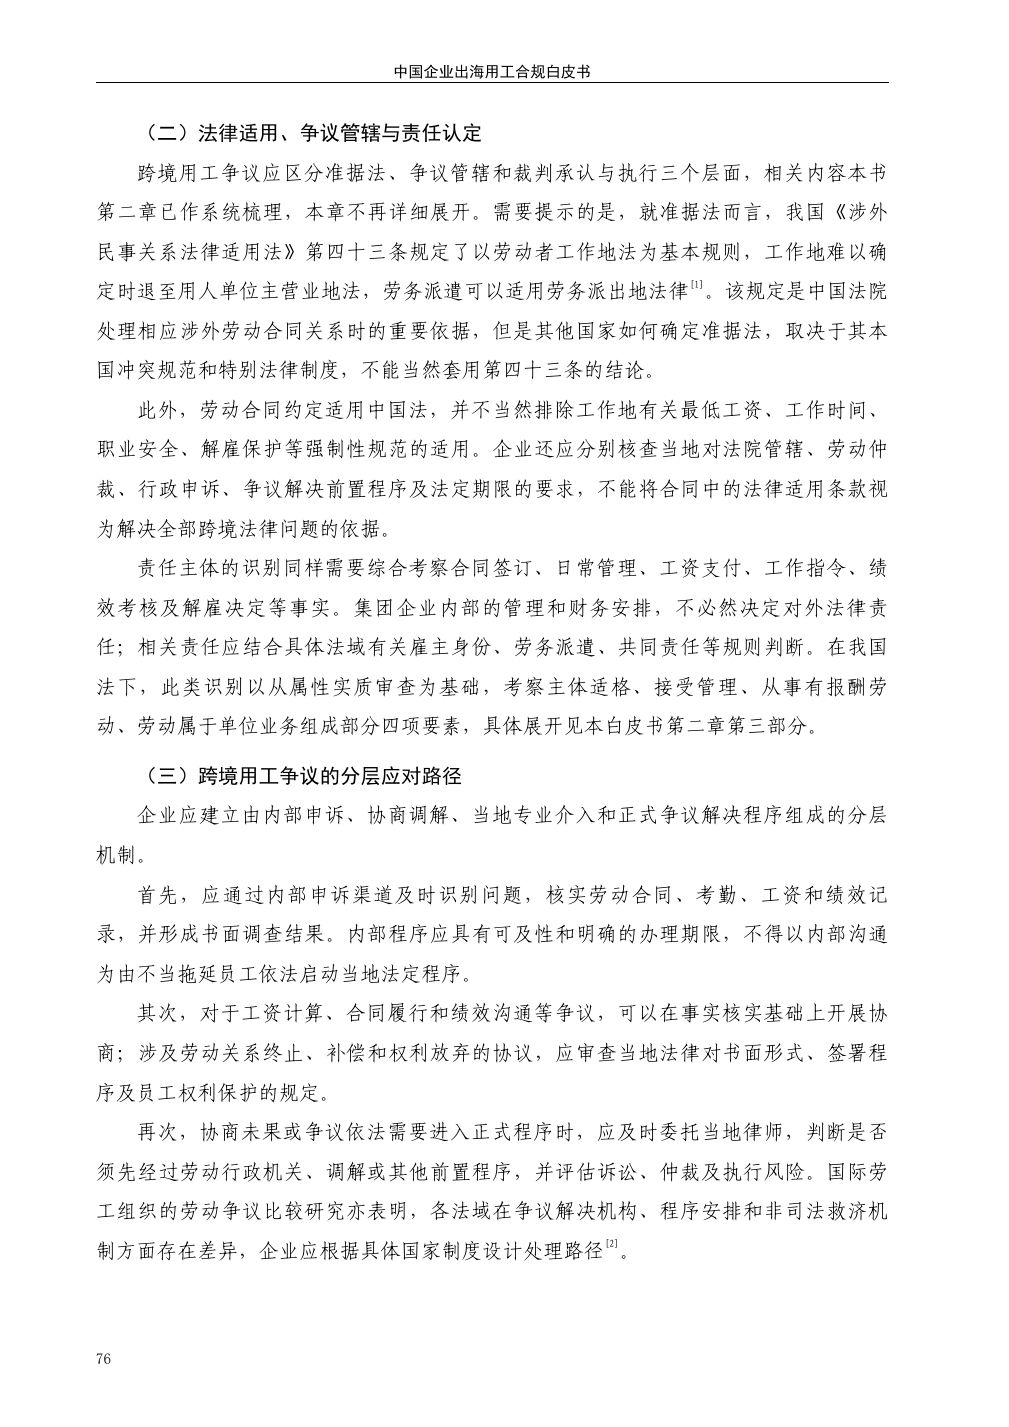 中国企业出海用工合规白皮书
（二）法律适用、争议管辖与责任认定
跨境用工争议应区分准据法、争议管辖和裁判承认与执行三个层面，相关内容本书
第二章已作系统梳理，本章不再详细展开。需要提示的是，就准据法而言，我国《涉外
民事关系法律适用法》第四十三条规定了以劳动者工作地法为基本规则，工作地难以确
定时退至用人单位主营业地法，劳务派遣可以适用劳务派出地法律[1]。该规定是中国法院
处理相应涉外劳动合同关系时的重要依据，但是其他国家如何确定准据法，取决于其本
国冲突规范和特别法律制度，不能当然套用第四十三条的结论。
此外，劳动合同约定适用中国法，并不当然排除工作地有关最低工资、工作时间、
职业安全、解雇保护等强制性规范的适用。企业还应分别核查当地对法院管辖、劳动仲
裁、行政申诉、争议解决前置程序及法定期限的要求，不能将合同中的法律适用条款视
为解决全部跨境法律问题的依据。
责任主体的识别同样需要综合考察合同签订、日常管理、工资支付、工作指令、绩
效考核及解雇决定等事实。集团企业内部的管理和财务安排，不必然决定对外法律责
任；相关责任应结合具体法域有关雇主身份、劳务派遣、共同责任等规则判断。在我国
法下，此类识别以从属性实质审查为基础，考察主体适格、接受管理、从事有报酬劳
动、劳动属于单位业务组成部分四项要素，具体展开见本白皮书第二章第三部分。
（三）跨境用工争议的分层应对路径
企业应建立由内部申诉、协商调解、当地专业介入和正式争议解决程序组成的分层
机制。
首先，应通过内部申诉渠道及时识别问题，核实劳动合同、考勤、工资和绩效记
录，并形成书面调查结果。内部程序应具有可及性和明确的办理期限，不得以内部沟通
为由不当拖延员工依法启动当地法定程序。
其次，对于工资计算、合同履行和绩效沟通等争议，可以在事实核实基础上开展协
商；涉及劳动关系终止、补偿和权利放弃的协议，应审查当地法律对书面形式、签署程
序及员工权利保护的规定。
再次，协商未果或争议依法需要进入正式程序时，应及时委托当地律师，判断是否
须先经过劳动行政机关、调解或其他前置程序，并评估诉讼、仲裁及执行风险。国际劳
工组织的劳动争议比较研究亦表明，各法域在争议解决机构、程序安排和非司法救济机
制方面存在差异，企业应根据具体国家制度设计处理路径[2]。
76